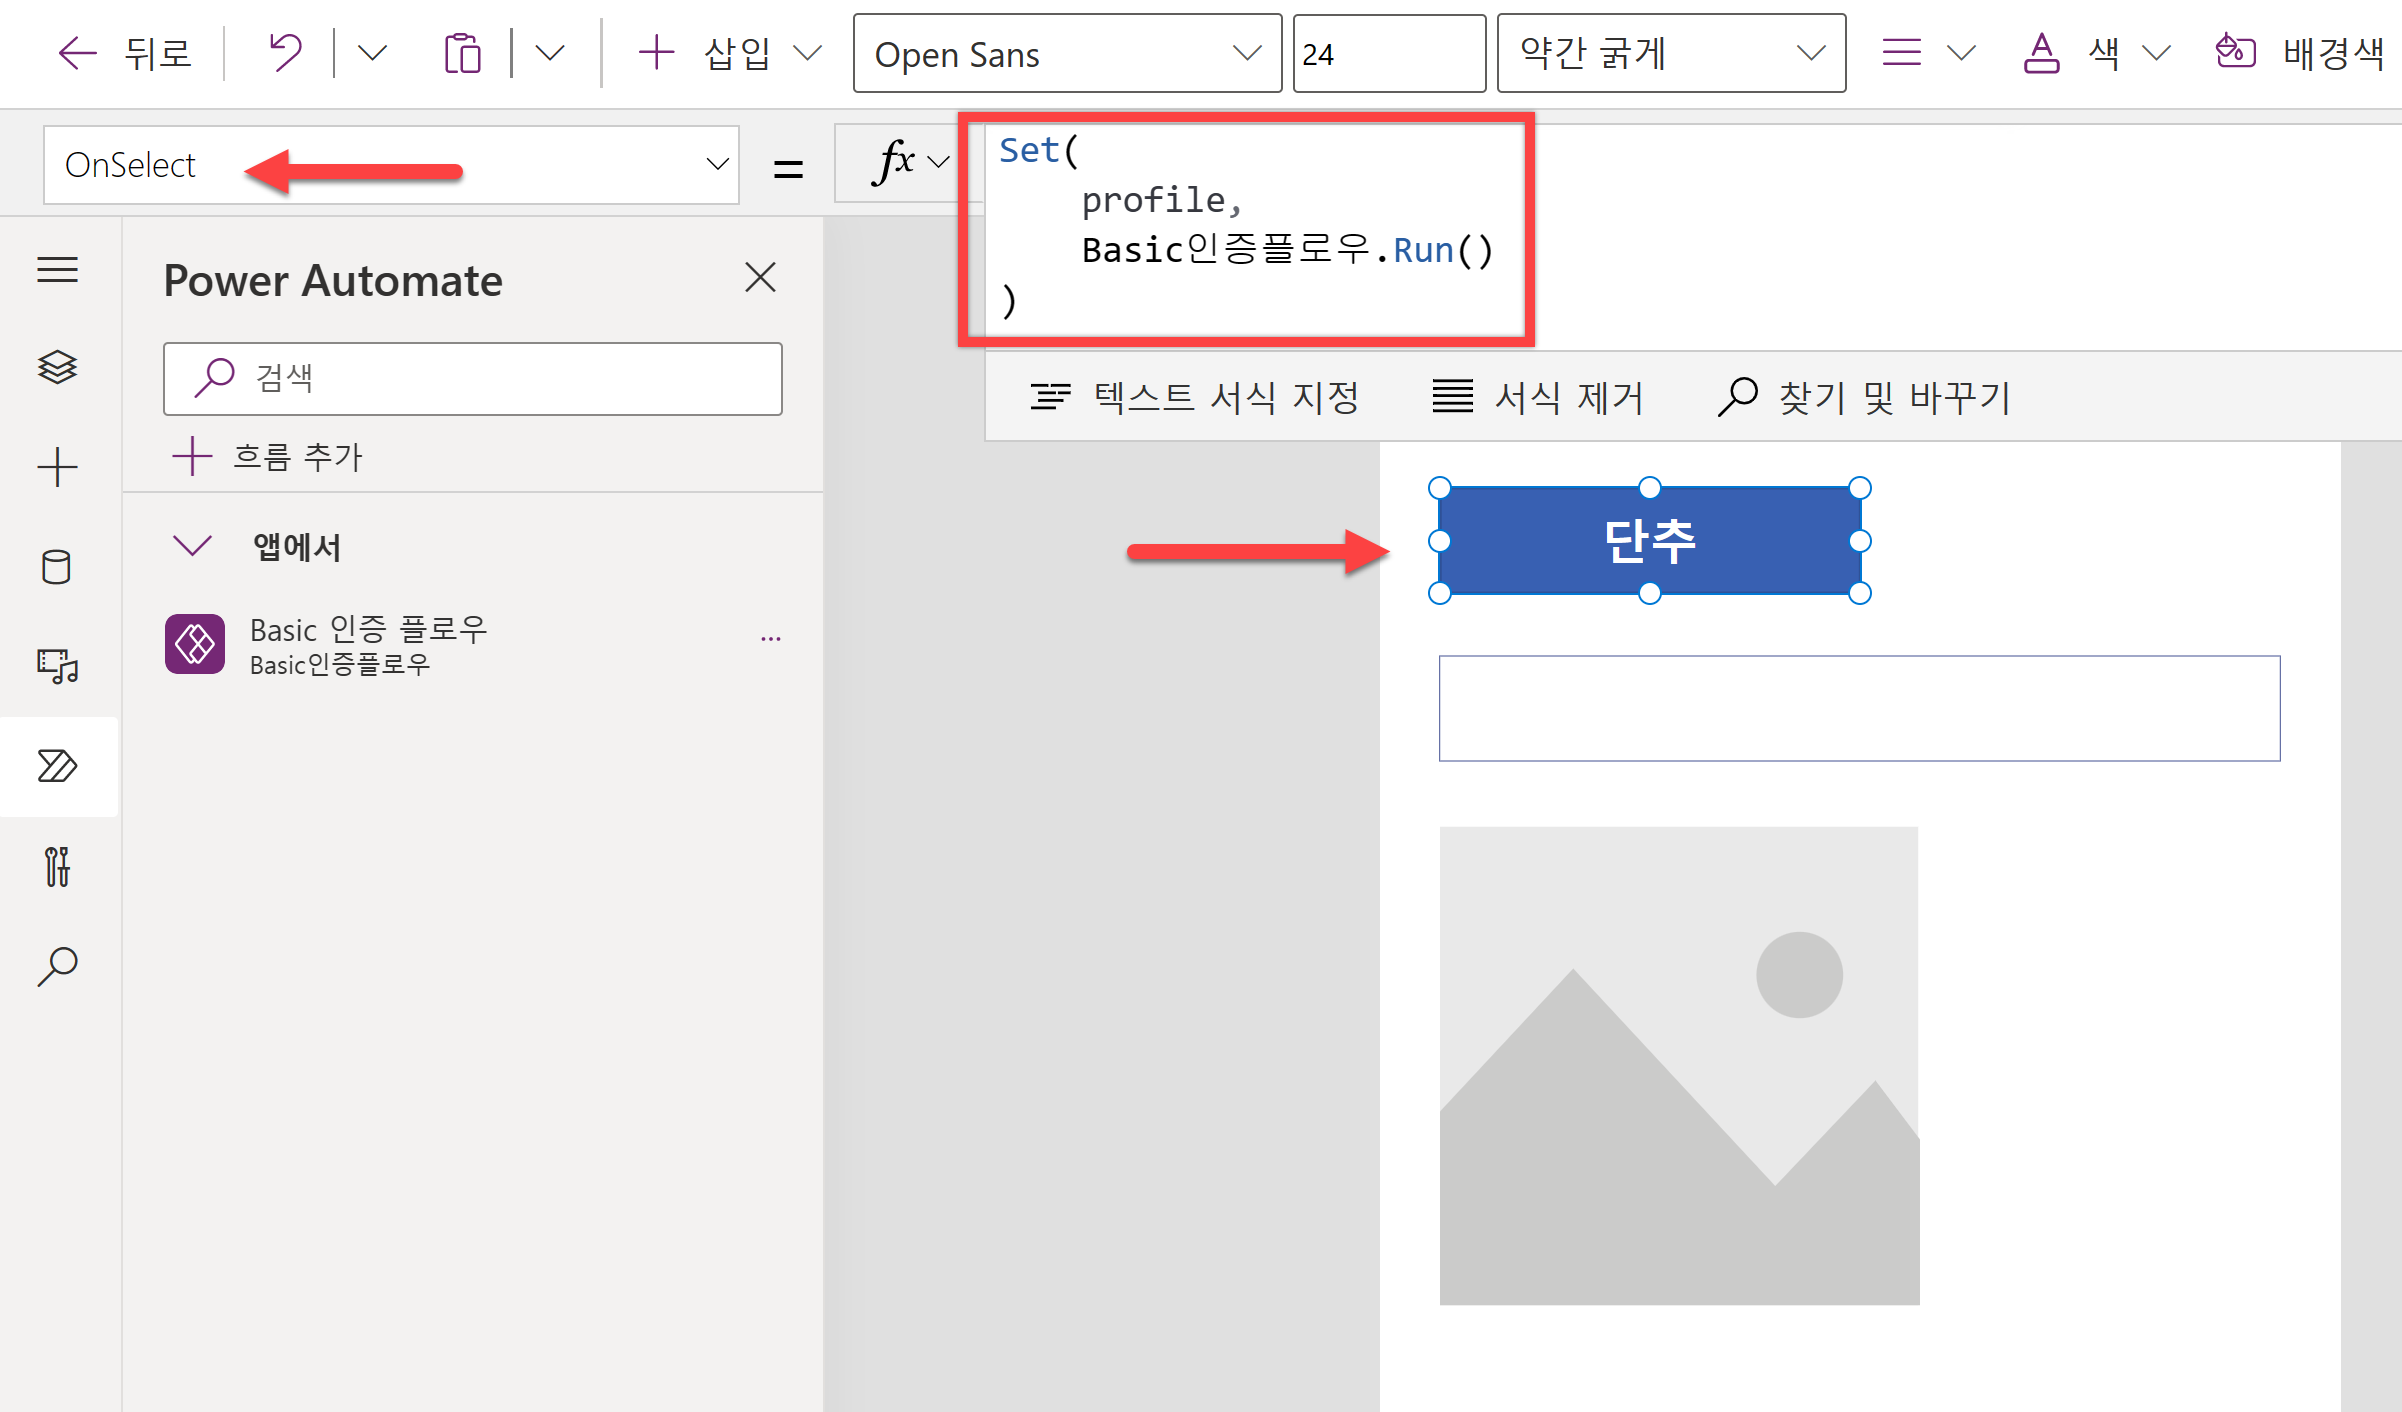 뒤로
삽입
Open Sans
24
약간 굵게
색
배경색
OnSelect
=
fx
Set(
profile,
Basic인증플로우.Run()
)
텍스트 서식 지정
서식 제거
찾기 및 바꾸기
Power Automate
검색
흐름 추가
앱에서
Basic 인증 플로우
Basic인증플로우
...
단추